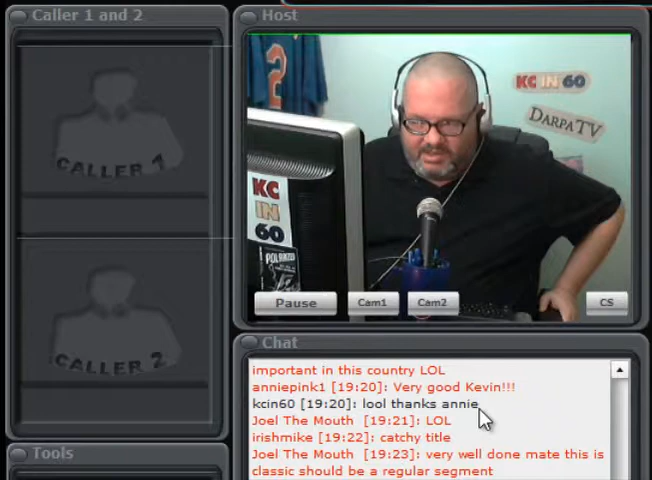 Caller 1 and 2
CALLER 1
CALLER 2
Tools
Host
2
KC IN 60
DARPA TV
KC
IN
60
Pause
Cam1
Cam2
CS
Chat
important in this country LOL
anniepink1 [19:20]: Very good Kevin!!!
kcin60 [19:20]: lool thanks annie
Joel The Mouth [19:21]: LOL
irishmike [19:22]: catchy title
Joel The Mouth [19:23]: very well done mate this is
classic should be a regular segment